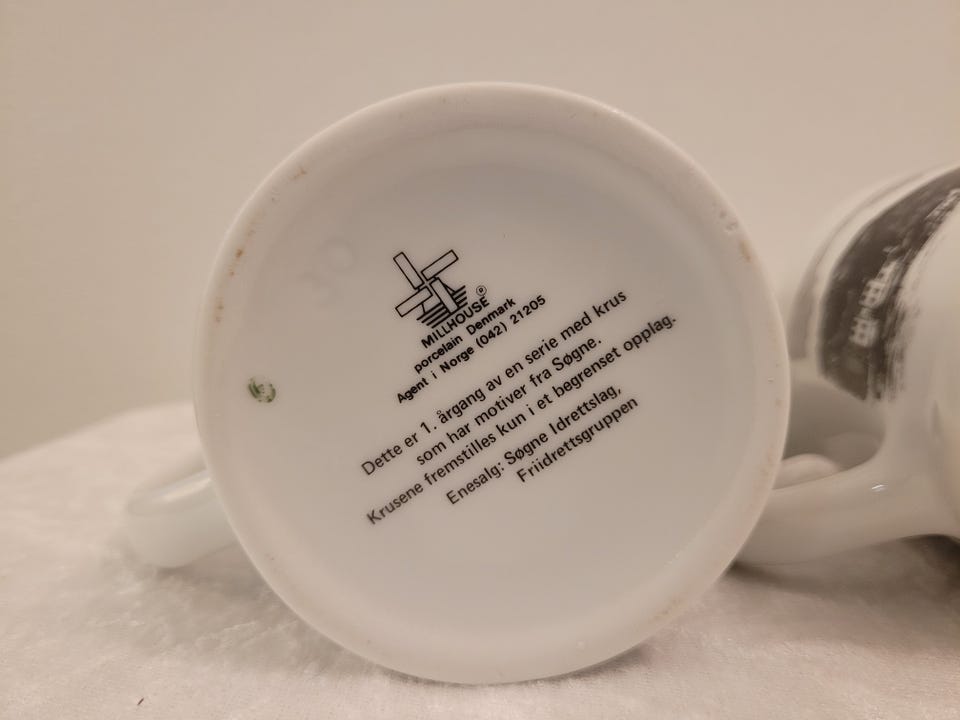 MILLHOUSE ®
porcelain Denmark
Agent i Norge (042) 21205
Dette er 1. årgang av en serie med krus
som har motiver fra Søgne.
Krusene fremstilles kun i et begrenset opplag.
Enesalg: Søgne Idrettslag,
Friidrettsgruppen